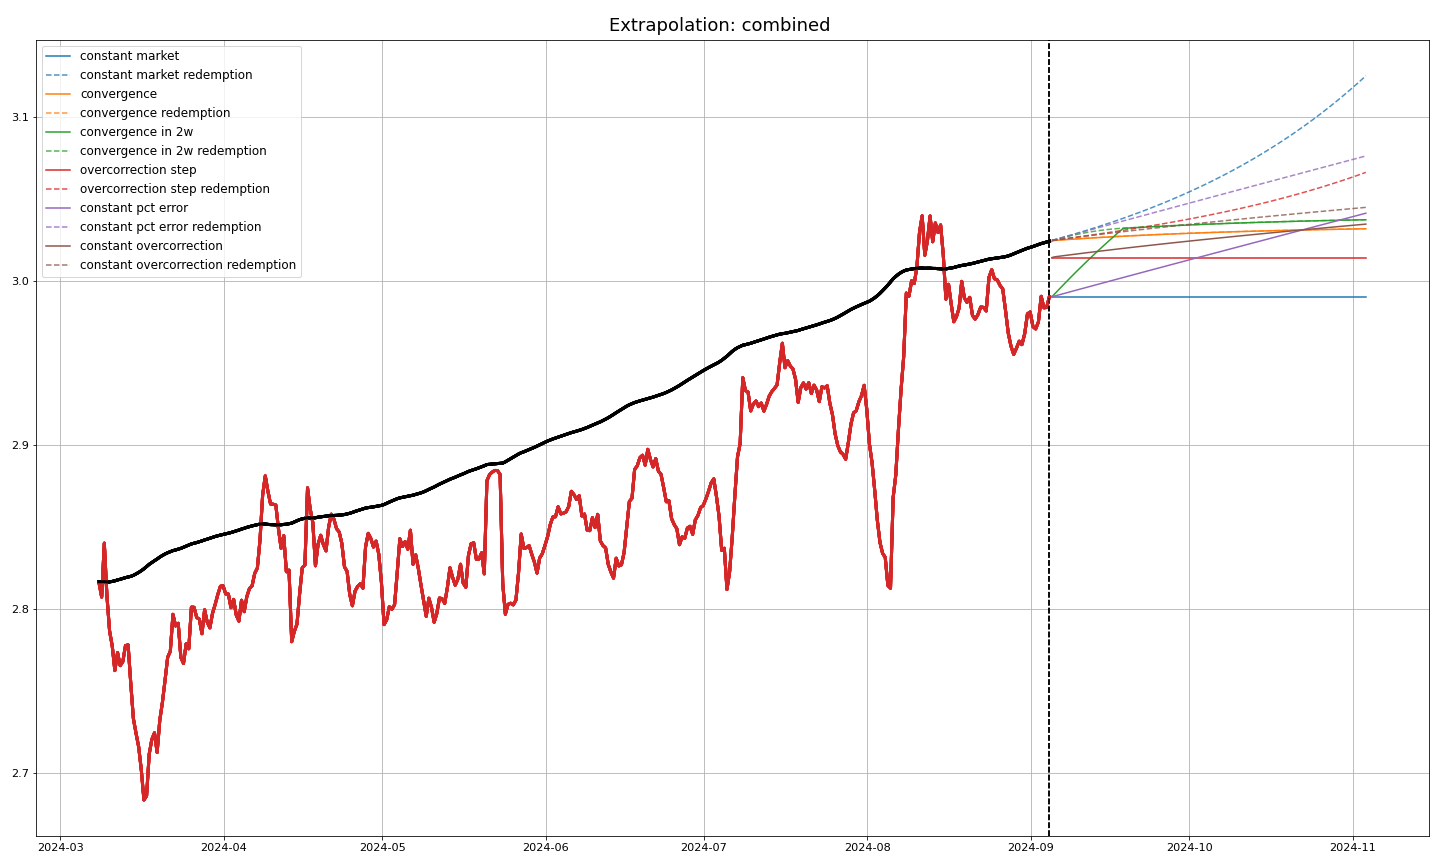 Extrapolation: combined
constant market
constant market redemption
convergence
convergence redemption
convergence in 2w
convergence in 2w redemption
overcorrection step
overcorrection step redemption
constant pct error
constant pct error redemption
constant overcorrection
constant overcorrection redemption
3.1
3.0
2.9
2.8
2.7
2024-03 2024-04 2024-05 2024-06 2024-07 2024-08 2024-09 2024-10 2024-11